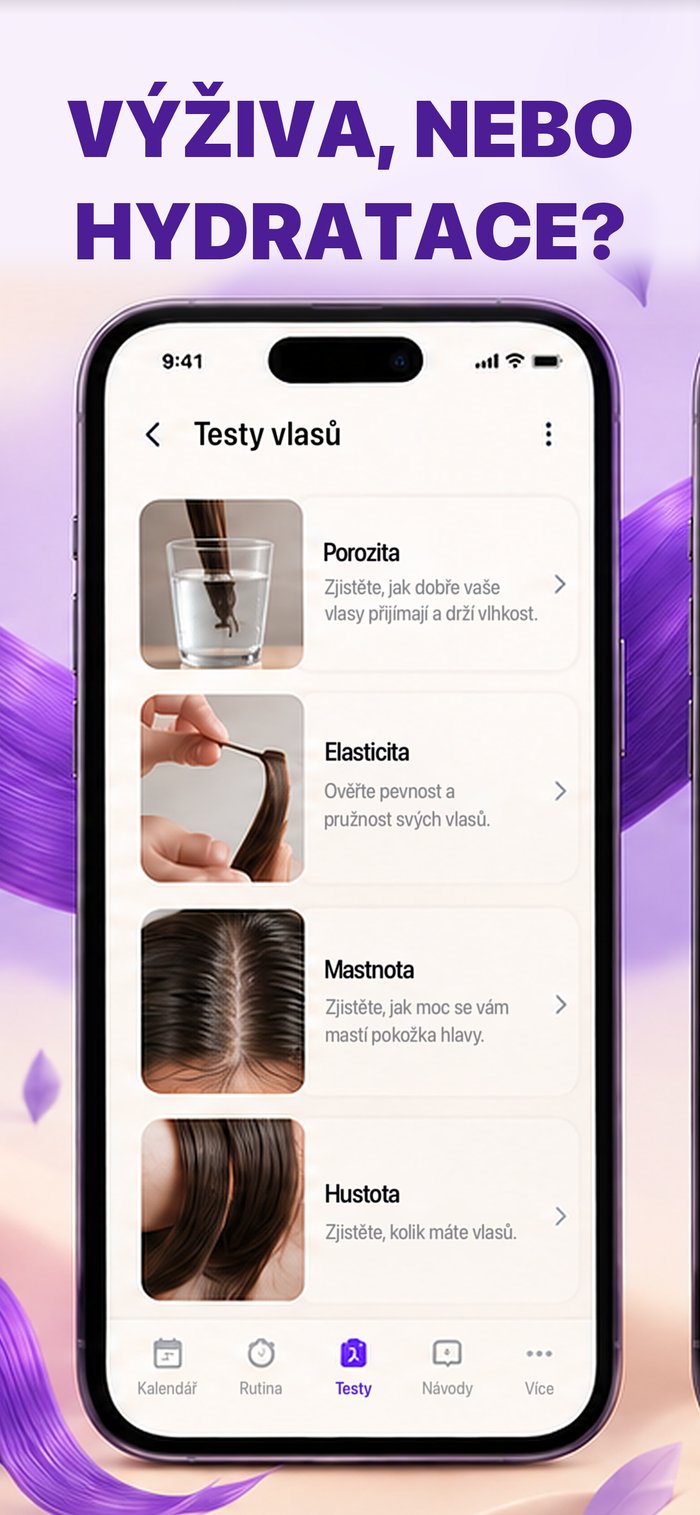 VÝŽIVA, NEBO
HYDRATACE?
9:41
Testy vlasů
Porozita
Zjistěte, jak dobře vaše
vlasy přijímají a drží vlhkost.
Elasticita
Ověřte pevnost a
pružnost svých vlasů.
Mastnota
Zjistěte, jak moc se vám
mastí pokožka hlavy.
Hustota
Zjistěte, kolik máte vlasů.
Kalendář
Rutina
Testy
Návody
Více